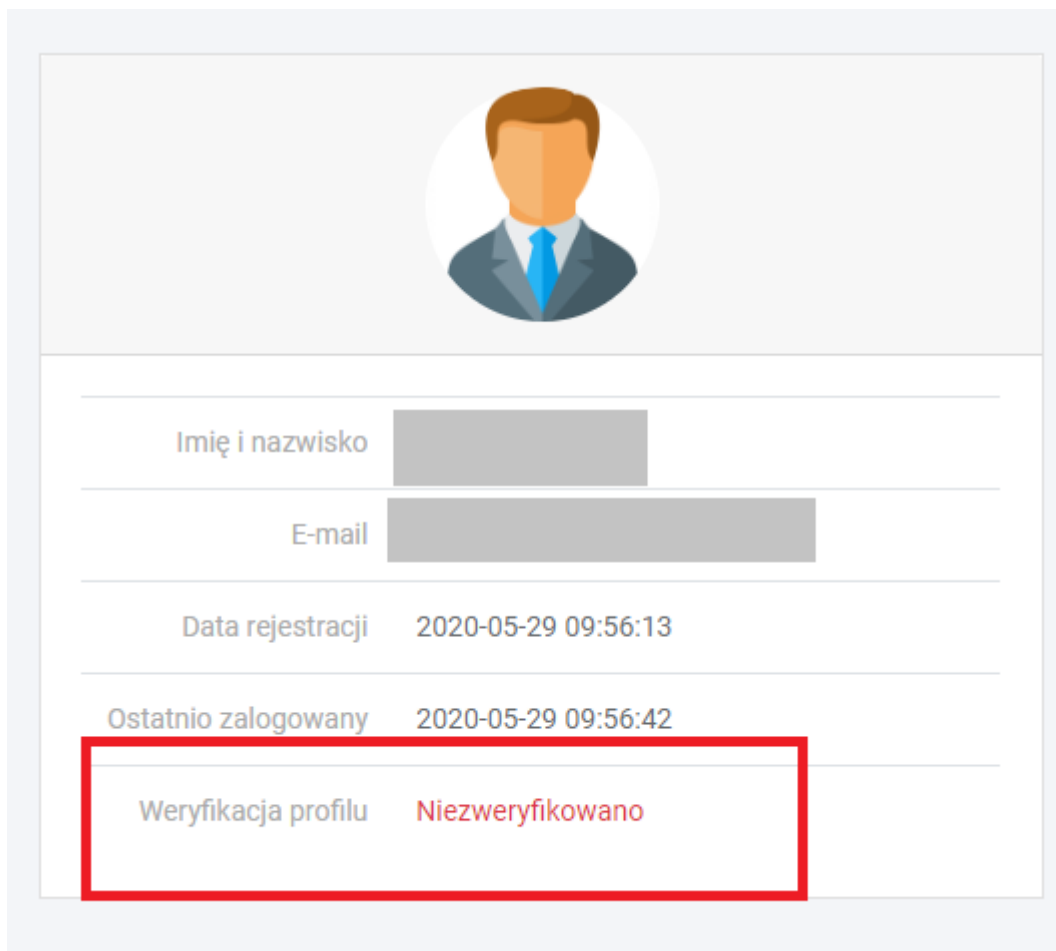 Imię i nazwisko
E-mail
Data rejestracji 2020-05-29 09:56:13
Ostatnio zalogowany 2020-05-29 09:56:42
Weryfikacja profilu Niezweryfikowano